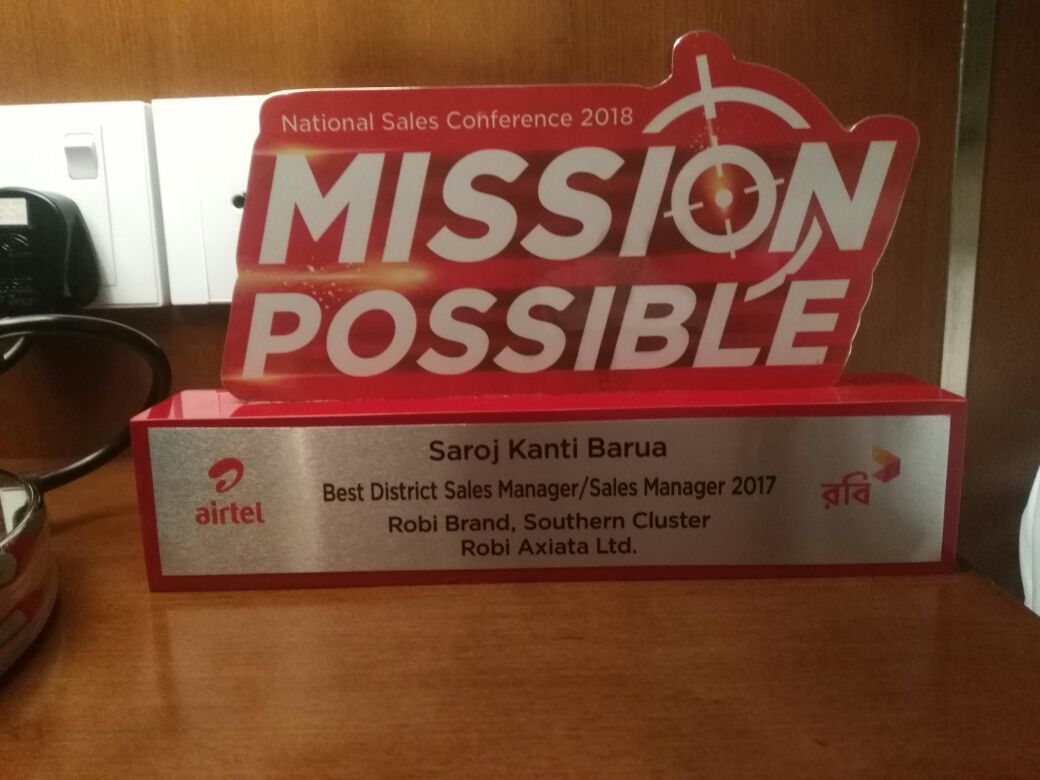 National Sales Conference 2018
MISSION
POSSIBLE
Saroj Kanti Barua
Best District Sales Manager/Sales Manager 2017
Robi Brand, Southern Cluster
Robi Axiata Ltd.
airtel
রবি